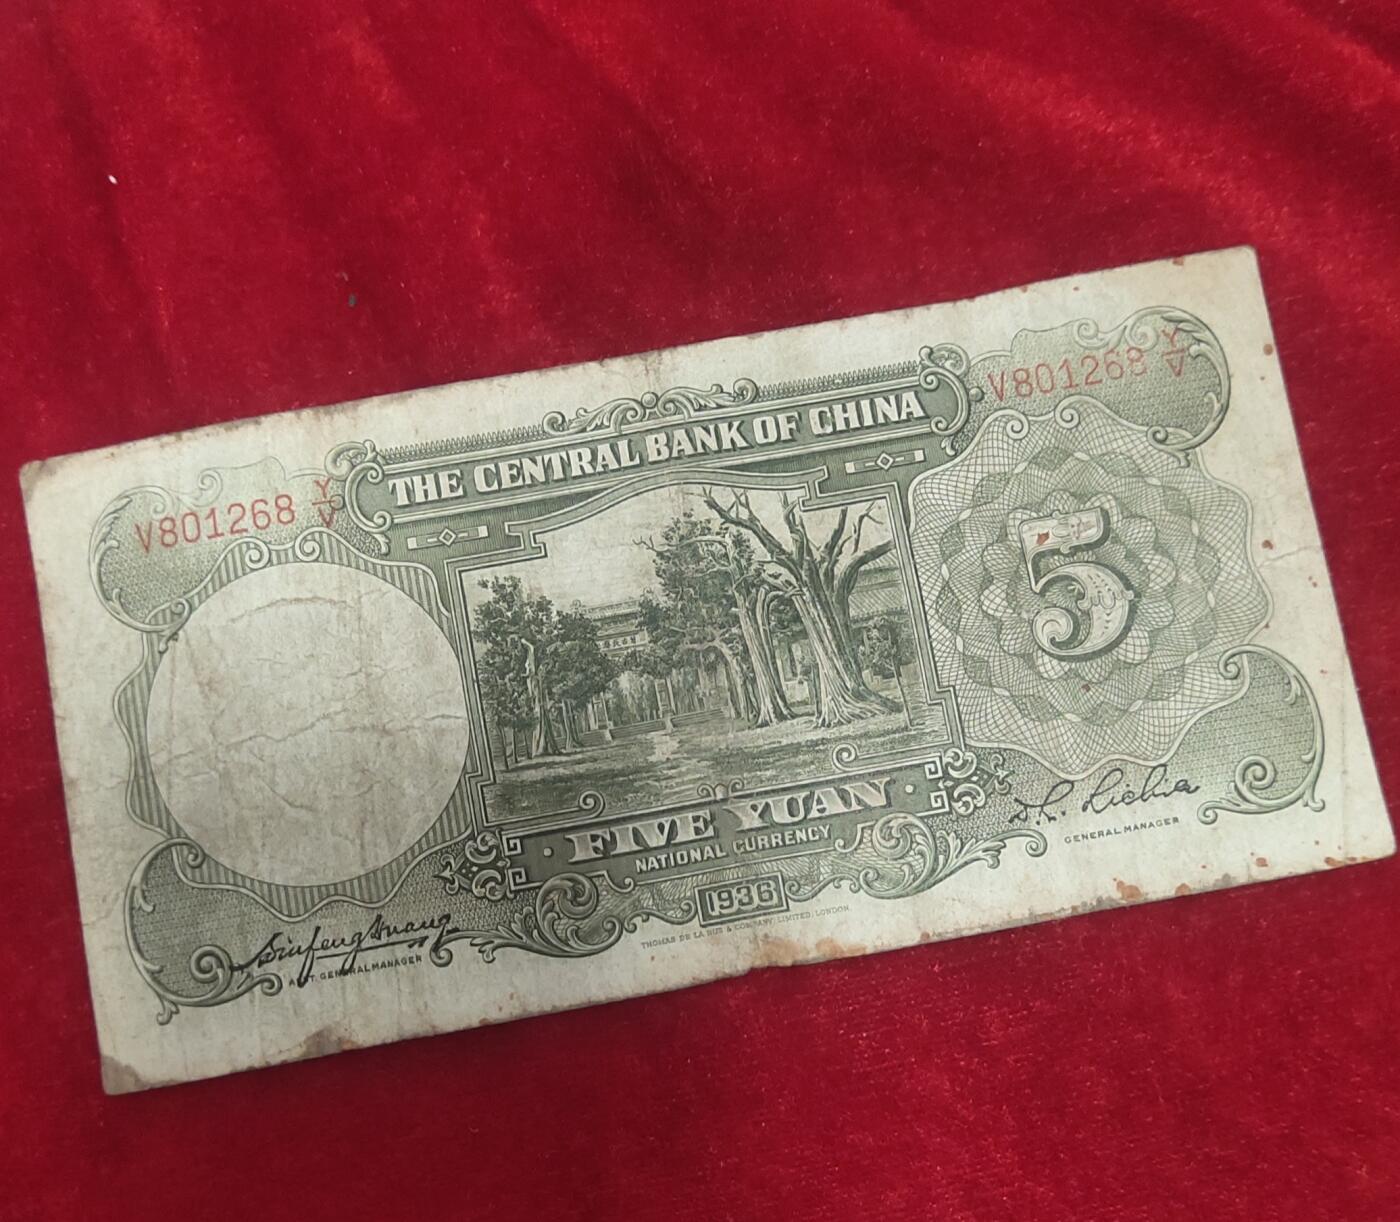 THE CENTRAL BANK OF CHINA
V801268 Y/V
V801268 Y/V
5
FIVE YUAN
NATIONAL CURRENCY
1936
GENERAL MANAGER
ASST. GENERAL MANAGER
THOMAS DE LA RUE & COMPANY, LIMITED, LONDON.